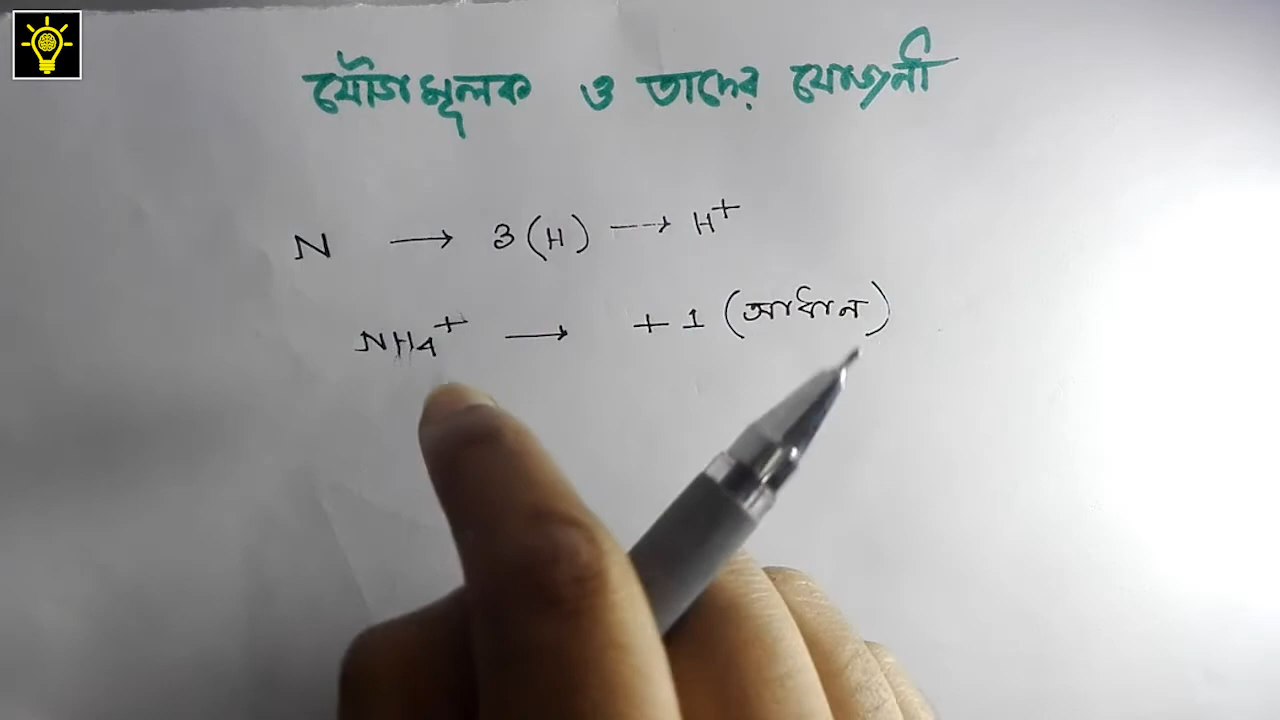 যৌগমূলক ও তাদের যোজনী
N → 3 (H) → H⁺
NH₄⁺ → +1 (আধান)